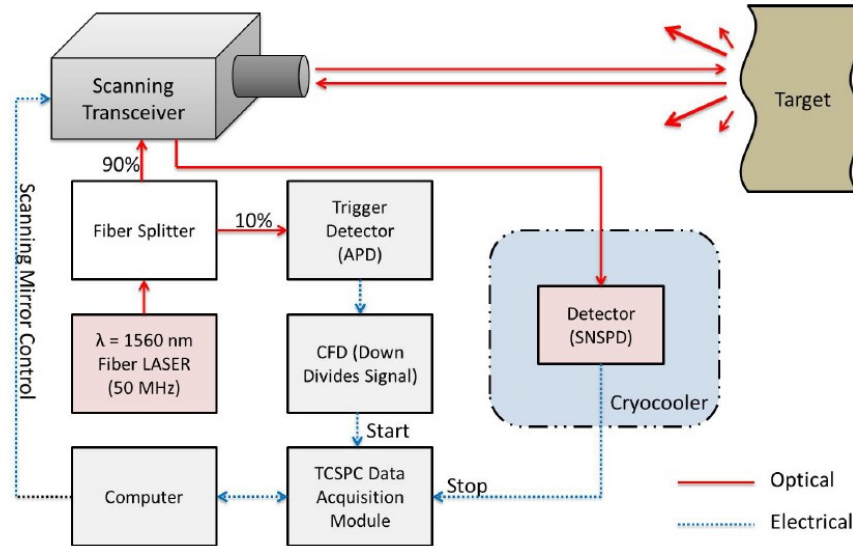 Scanning
Transceiver
Target
90%
Scanning Mirror Control
Fiber Splitter
10%
Trigger
Detector
(APD)
Detector
(SNSPD)
λ = 1560 nm
Fiber LASER
(50 MHz)
CFD (Down
Divides Signal)
Cryocooler
Start
Computer
TCSPC Data
Acquisition
Module
Stop
Optical
Electrical